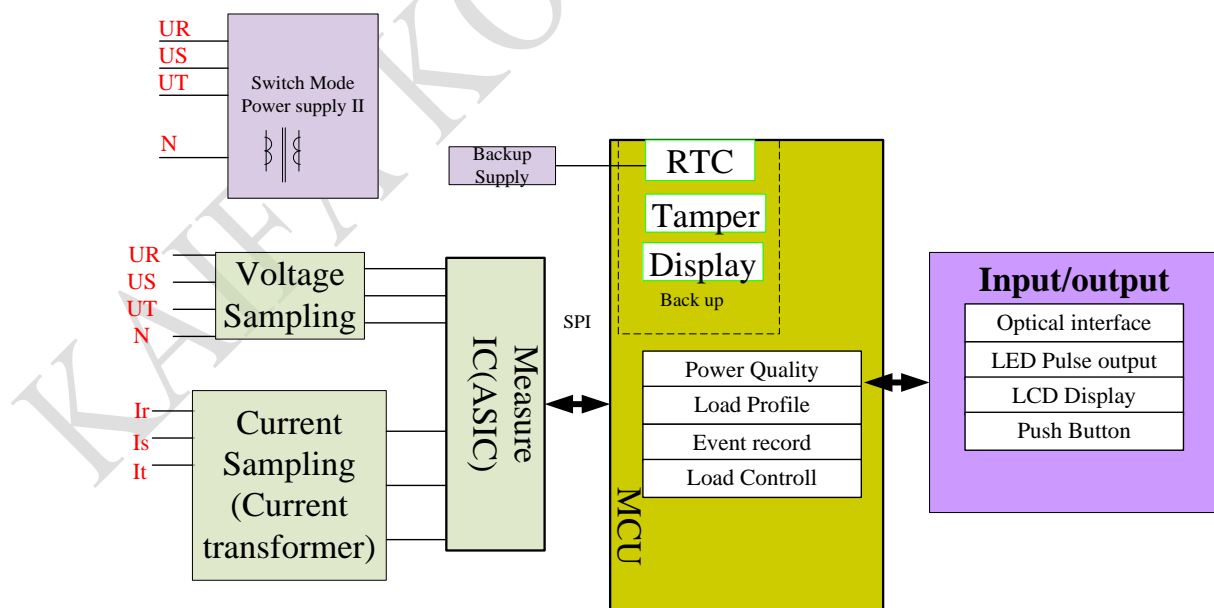 UR
US
UT
N
Switch Mode
Power supply II
Backup
Supply
RTC
Tamper
Display
Back up
UR
US
UT
N
Voltage
Sampling
Ir
Is
It
Current
Sampling
(Current
transformer)
Measure
IC(ASIC)
SPI
MCU
Power Quality
Load Profile
Event record
Load Controll
Input/output
Optical interface
LED Pulse output
LCD Display
Push Button
KAIFA KO